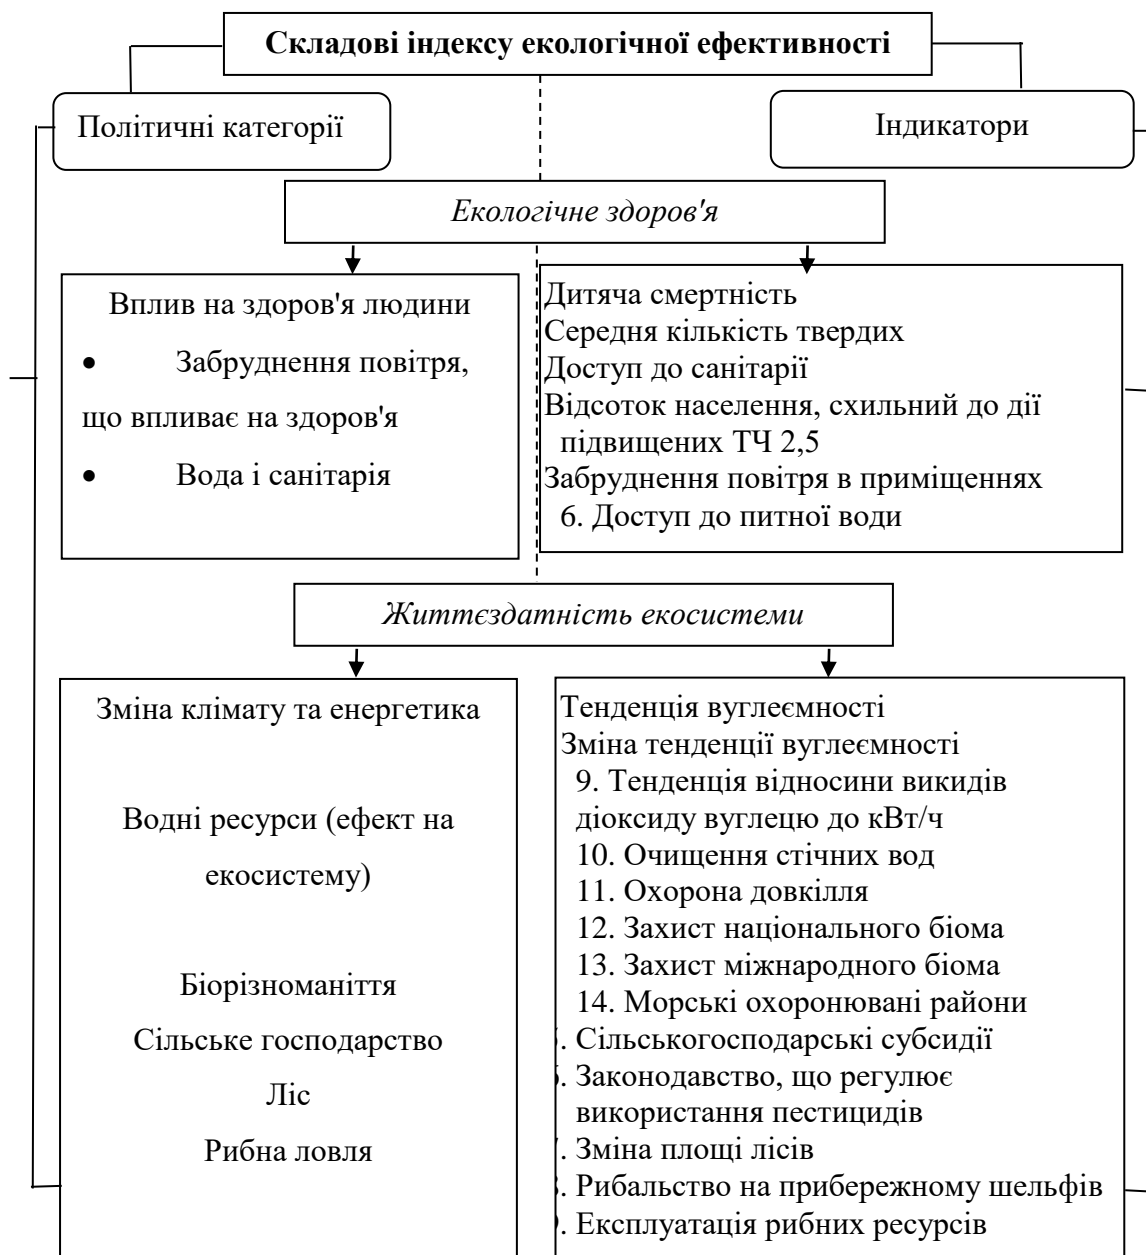 Складові індексу екологічної ефективності
Політичні категорії
Індикатори
Екологічне здоров'я
Вплив на здоров'я людини
• Забруднення повітря,
що впливає на здоров'я
• Вода і санітарія
Дитяча смертність
Середня кількість твердих
Доступ до санітарії
Відсоток населення, схильний до дії
підвищених ТЧ 2,5
Забруднення повітря в приміщеннях
6. Доступ до питної води
Життєздатність екосистеми
Зміна клімату та енергетика
Водні ресурси (ефект на
екосистему)
Біорізноманіття
Сільське господарство
Ліс
Рибна ловля
Тенденція вуглеємності
Зміна тенденції вуглеємності
9. Тенденція відносини викидів
діоксиду вуглецю до кВт/ч
10. Очищення стічних вод
11. Охорона довкілля
12. Захист національного біома
13. Захист міжнародного біома
14. Морські охоронювані райони
. Сільськогосподарські субсидії
. Законодавство, що регулює
використання пестицидів
. Зміна площі лісів
. Рибальство на прибережному шельфів
. Експлуатація рибних ресурсів